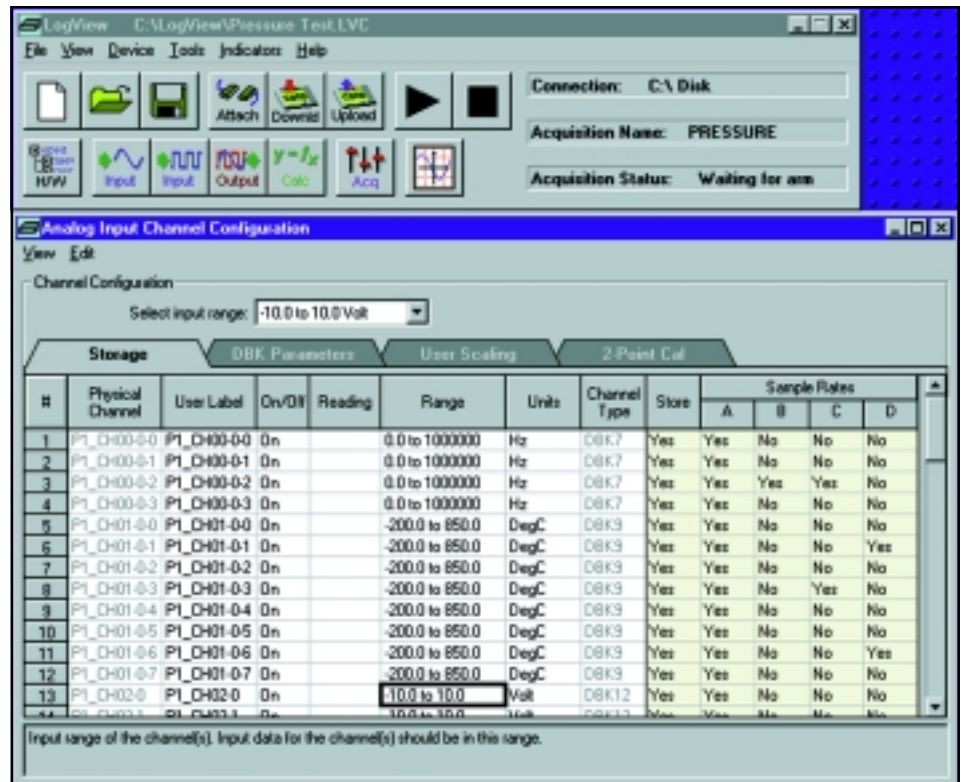 LogView C:\LogView\Pressure Test.LVC
File View Device Tools Indicators Help
Attach Downld Upload
Connection: C:\ Disk
Acquisition Name: PRESSURE
H/W Input Input Output Calc Acq
y=fx
Acquisition Status: Waiting for arm
Analog Input Channel Configuration
View Edit
Channel Configuration
Select input range: -10.0 to 10.0 Volt
Storage DBK Parameters User Scaling 2-Point Cal
# Physical Channel User Label On/Off Reading Range Units Channel Type Store Sample Rates
A B C D
1 P1_CH00-0-0 P1_CH00-0-0 On 0.0 to 1000000 Hz DBK7 Yes Yes No No No
2 P1_CH00-0-1 P1_CH00-0-1 On 0.0 to 1000000 Hz DBK7 Yes Yes No No No
3 P1_CH00-0-2 P1_CH00-0-2 On 0.0 to 1000000 Hz DBK7 Yes Yes Yes Yes No
4 P1_CH00-0-3 P1_CH00-0-3 On 0.0 to 1000000 Hz DBK7 Yes Yes No No No
5 P1_CH01-0-0 P1_CH01-0-0 On -200.0 to 850.0 DegC DBK9 Yes Yes No No No
6 P1_CH01-0-1 P1_CH01-0-1 On -200.0 to 850.0 DegC DBK9 Yes Yes No No Yes
7 P1_CH01-0-2 P1_CH01-0-2 On -200.0 to 850.0 DegC DBK9 Yes Yes No No No
8 P1_CH01-0-3 P1_CH01-0-3 On -200.0 to 850.0 DegC DBK9 Yes Yes No Yes No
9 P1_CH01-0-4 P1_CH01-0-4 On -200.0 to 850.0 DegC DBK9 Yes Yes No No No
10 P1_CH01-0-5 P1_CH01-0-5 On -200.0 to 850.0 DegC DBK9 Yes Yes No No No
11 P1_CH01-0-6 P1_CH01-0-6 On -200.0 to 850.0 DegC DBK9 Yes Yes No No Yes
12 P1_CH01-0-7 P1_CH01-0-7 On -200.0 to 850.0 DegC DBK9 Yes Yes No No No
13 P1_CH02-0 P1_CH02-0 On -10.0 to 10.0 Volt DBK12 Yes Yes No No No
Input range of the channel(s). Input data for the channel(s) should be in this range.